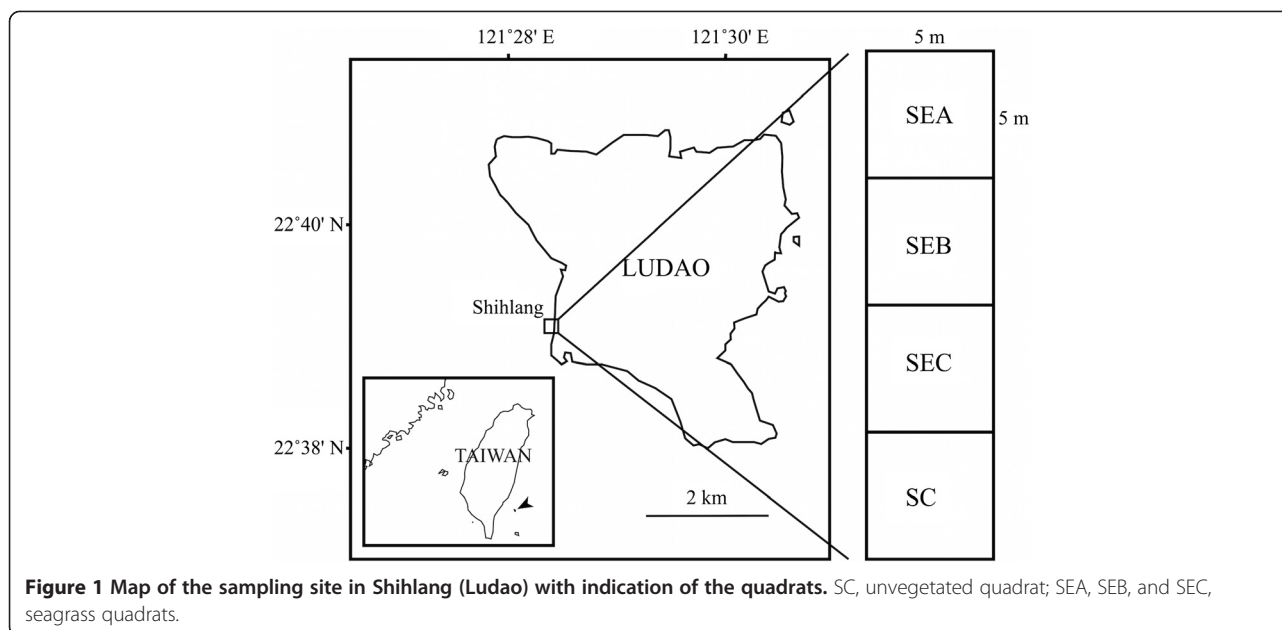 121°28' E
121°30' E
5 m
SEA
5 m
22°40' N
SEB
LUDAO
Shihlang
SEC
22°38' N
TAIWAN
2 km
SC
Figure 1 Map of the sampling site in Shihlang (Ludao) with indication of the quadrats. SC, unvegetated quadrat; SEA, SEB, and SEC,
seagrass quadrats.